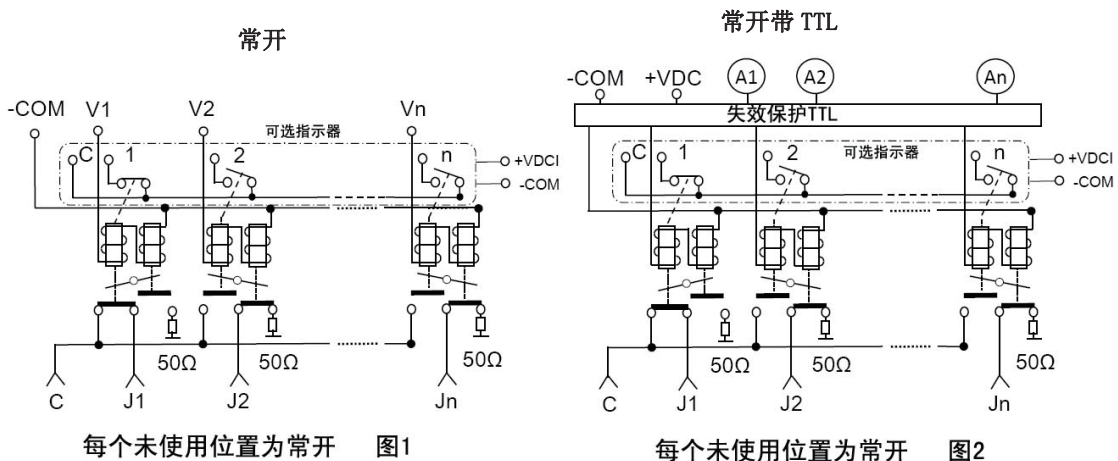 常开
-COM V1 V2 Vn
可选指示器
C 1 2 n
+VDCI
-COM
50Ω 50Ω 50Ω
C J1 J2 Jn
每个未使用位置为常开 图1
常开带 TTL
-COM +VDC A1 A2 An
失效保护TTL
可选指示器
C 1 2 n
+VDCI
-COM
50Ω 50Ω 50Ω
C J1 J2 Jn
每个未使用位置为常开 图2